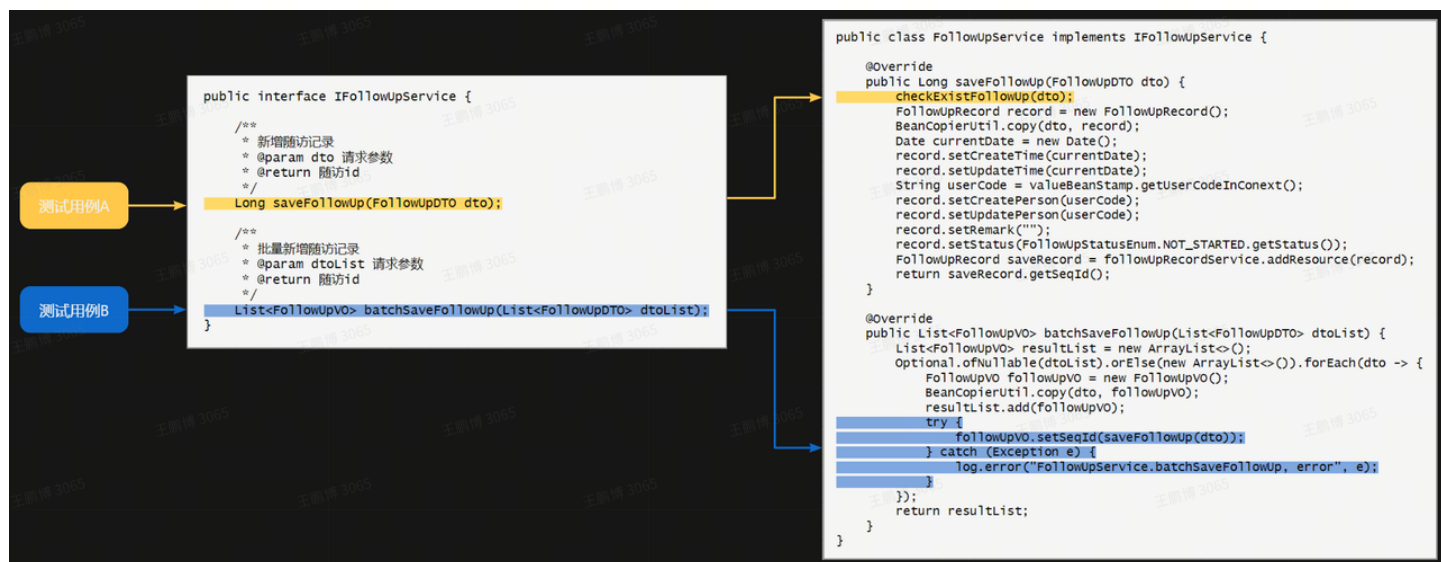 测试用例A
测试用例B
public interface IFollowUpService {
/**
* 新增随访记录
* @param dto 请求参数
* @return 随访id
*/
Long saveFollowUp(FollowUpDTO dto);
/**
* 批量新增随访记录
* @param dtoList 请求参数
* @return 随访id
*/
List<FollowUpVO> batchSaveFollowUp(List<FollowUpDTO> dtoList);
}
public class FollowUpService implements IFollowUpService {
@Override
public Long saveFollowUp(FollowUpDTO dto) {
checkExistFollowUp(dto);
FollowUpRecord record = new FollowUpRecord();
BeanCopierUtil.copy(dto, record);
Date currentDate = new Date();
record.setCreateTime(currentDate);
record.setUpdateTime(currentDate);
String userCode = valueBeanStamp.getUserCodeInConext();
record.setCreatePerson(userCode);
record.setUpdatePerson(userCode);
record.setRemark("");
record.setStatus(FollowUpStatusEnum.NOT_STARTED.getStatus());
FollowUpRecord saveRecord = followUpRecordService.addResource(record);
return saveRecord.getSeqId();
}
@Override
public List<FollowUpVO> batchSaveFollowUp(List<FollowUpDTO> dtoList) {
List<FollowUpVO> resultList = new ArrayList<>();
Optional.ofNullable(dtoList).orElse(new ArrayList<>()).forEach(dto -> {
FollowUpVO followUpVO = new FollowUpVO();
BeanCopierUtil.copy(dto, followUpVO);
resultList.add(followUpVO);
try {
followUpVO.setSeqId(saveFollowUp(dto));
} catch (Exception e) {
log.error("FollowUpService.batchSaveFollowUp, error", e);
}
});
return resultList;
}
}
王鹏博 3065